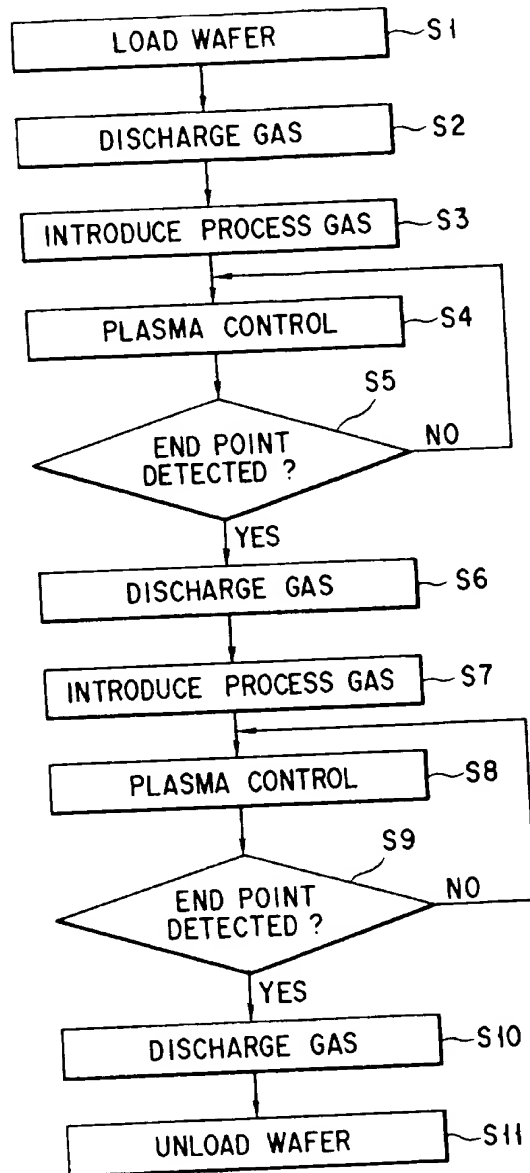 LOAD WAFER S1
DISCHARGE GAS S2
INTRODUCE PROCESS GAS S3
PLASMA CONTROL S4
S5
END POINT NO
DETECTED ?
YES
DISCHARGE GAS S6
INTRODUCE PROCESS GAS S7
PLASMA CONTROL S8
S9
END POINT NO
DETECTED ?
YES
DISCHARGE GAS S10
UNLOAD WAFER S11